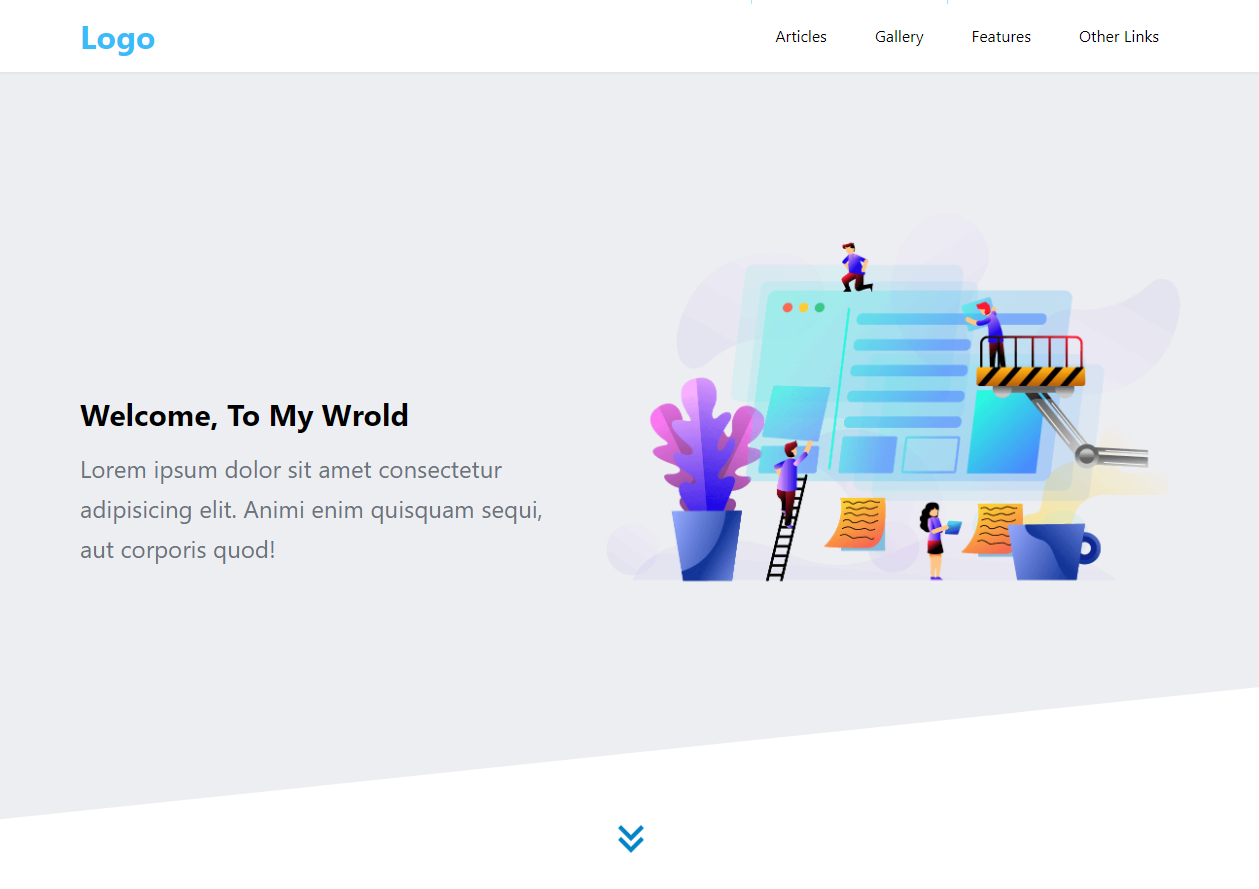 Logo
Articles Gallery Features Other Links
Welcome, To My Wrold
Lorem ipsum dolor sit amet consectetur
adipisicing elit. Animi enim quisquam sequi,
aut corporis quod!